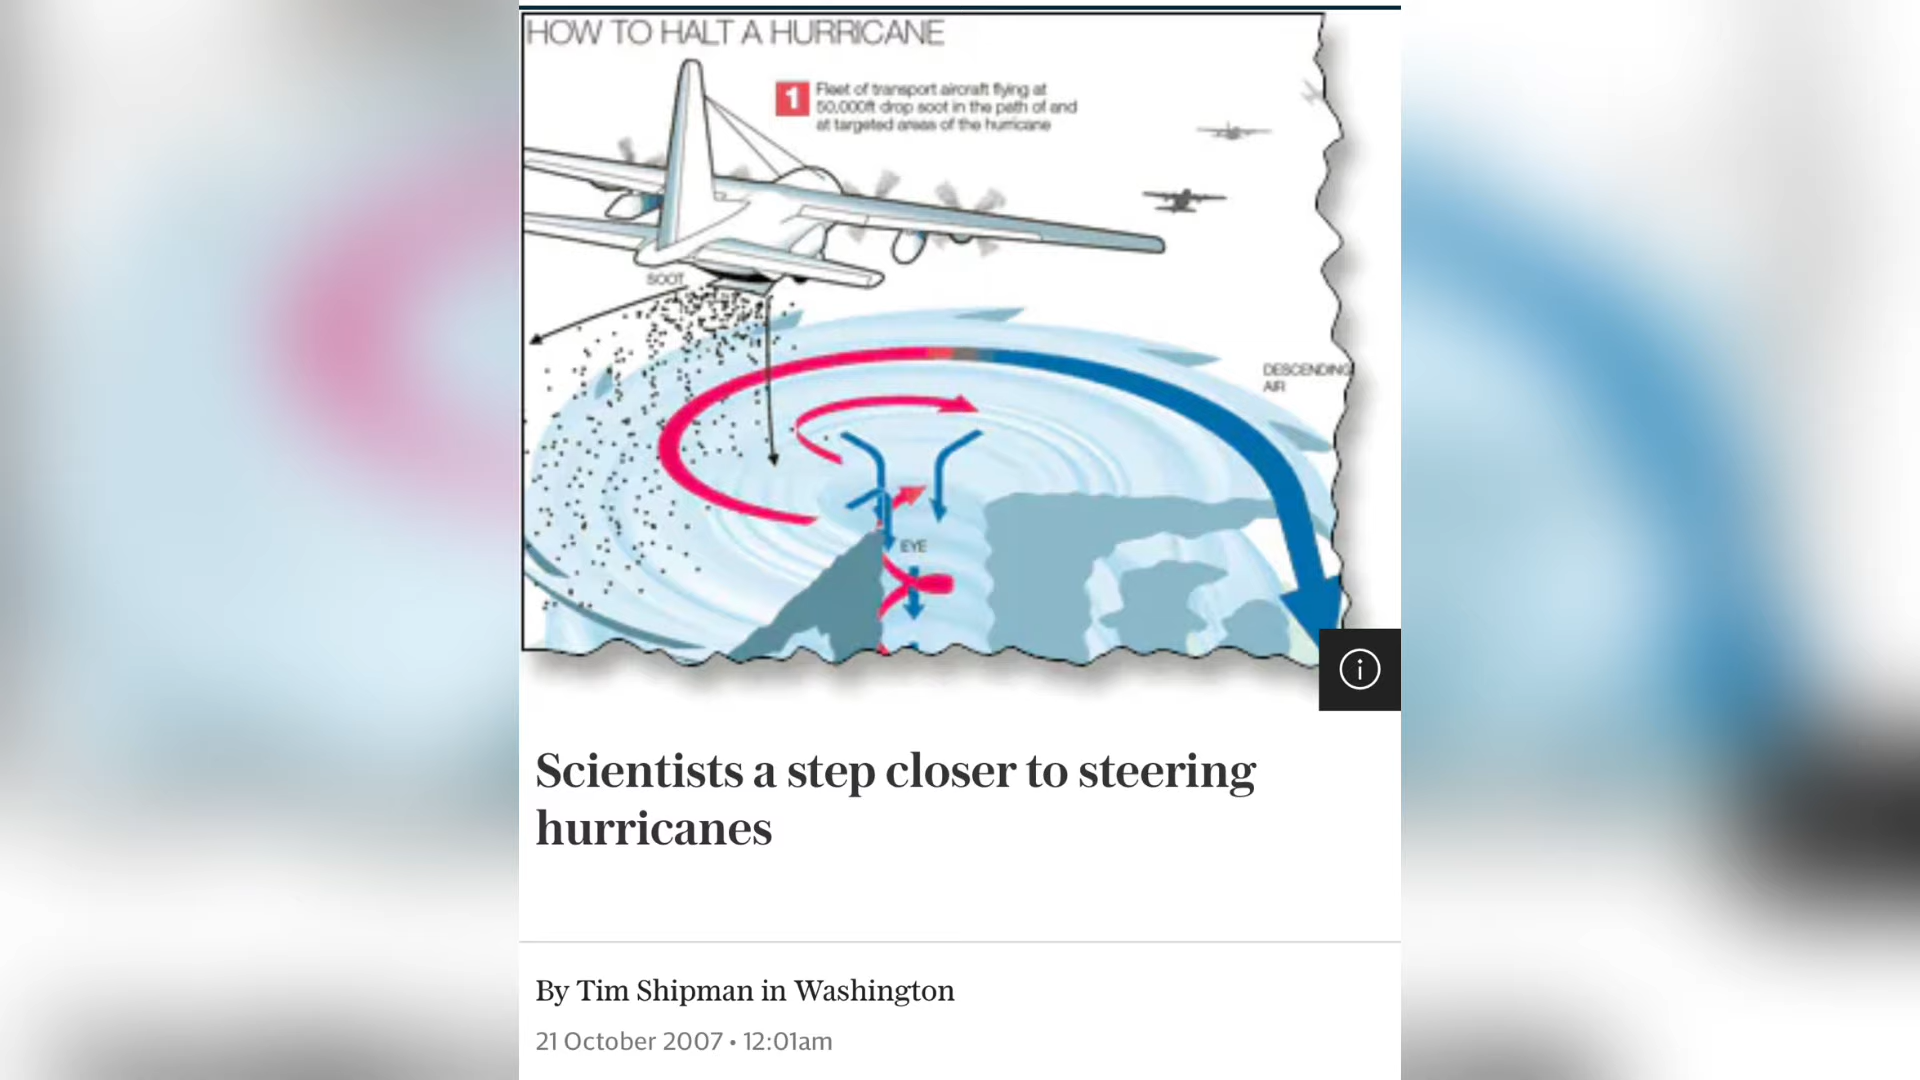 HOW TO HALT A HURRICANE
1
Fleet of transport aircraft flying at
50,000ft drop soot in the path of and
at targeted areas of the hurricane
SOOT
DESCENDING
AIR
EYE
Scientists a step closer to steering
hurricanes
By Tim Shipman in Washington
21 October 2007 • 12:01am